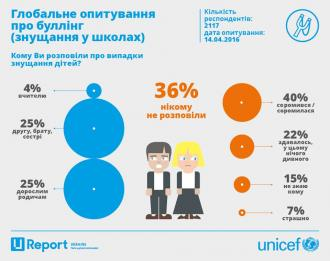 Глобальне опитування
про буллінг
(знущання у школах)
Кількість
респондентів:
2117
дата опитування:
14.04.2016
Кому Ви розповіли про випадки
знущання дітей?
4%
вчителю
25%
другу, брату,
сестрі
25%
дорослим
родичам
36%
нікому
не розповіли
40%
соромився /
соромилася
22%
здавалось,
у цьому
нічого
дивного
15%
не знаю
кому
7%
страшно
U Report
UKRAINE
unicef